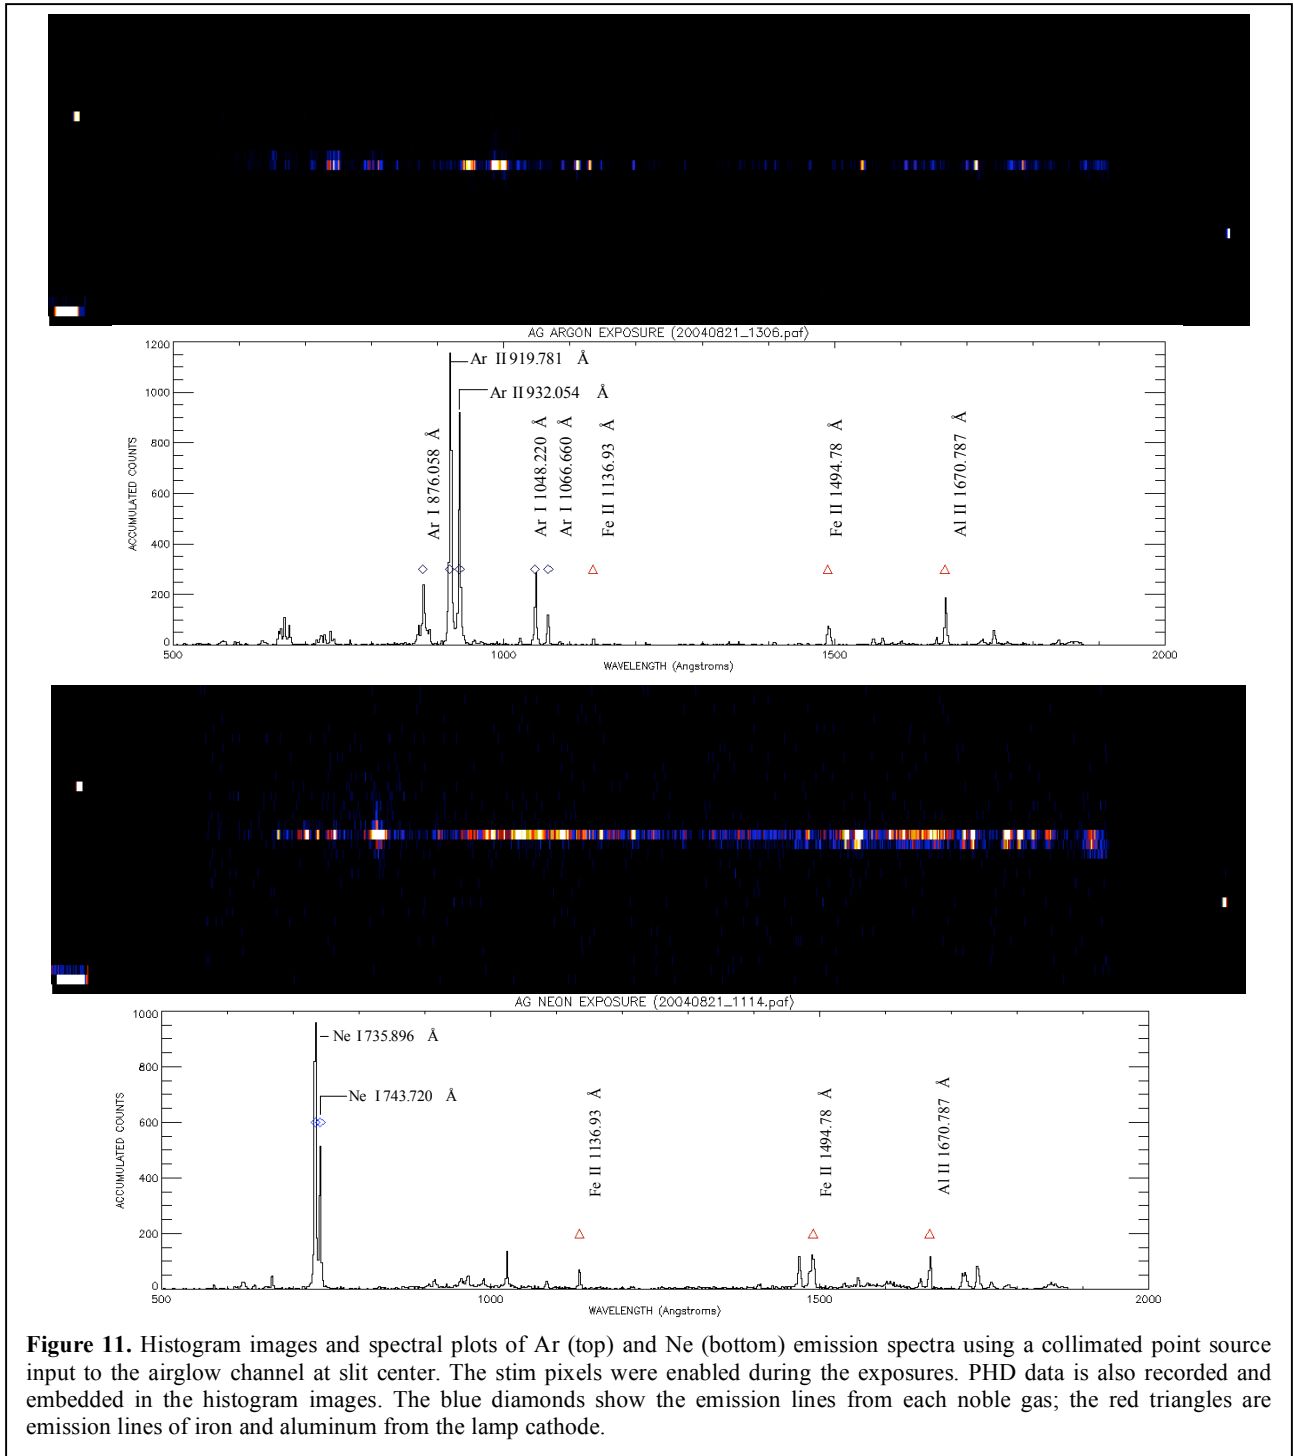 AG ARGON EXPOSURE (20040821_1306.paf)
1200
1000
800
600
400
200
0
ACCUMULATED COUNTS
Ar II 919.781 Å
Ar II 932.054 Å
Ar I 876.058 Å
Ar I 1048.220 Å
Ar I 1066.660 Å
Fe II 1136.93 Å
Fe II 1494.78 Å
Al II 1670.787 Å
500 1000 1500 2000
WAVELENGTH (Angstroms)
AG NEON EXPOSURE (20040821_1114.paf)
1000
800
600
400
200
0
ACCUMULATED COUNTS
Ne I 735.896 Å
Ne I 743.720 Å
Fe II 1136.93 Å
Fe II 1494.78 Å
Al II 1670.787 Å
500 1000 1500 2000
WAVELENGTH (Angstroms)
Figure 11. Histogram images and spectral plots of Ar (top) and Ne (bottom) emission spectra using a collimated point source
input to the airglow channel at slit center. The stim pixels were enabled during the exposures. PHD data is also recorded and
embedded in the histogram images. The blue diamonds show the emission lines from each noble gas; the red triangles are
emission lines of iron and aluminum from the lamp cathode.